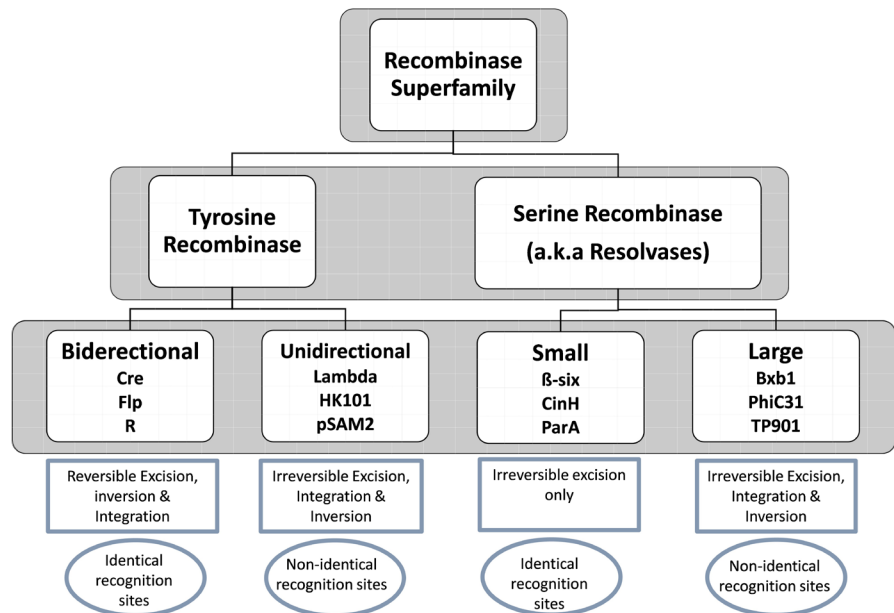 Recombinase
Superfamily
Tyrosine
Recombinase
Serine Recombinase
(a.k.a Resolvases)
Biderectional
Cre
Flp
R
Unidirectional
Lambda
HK101
pSAM2
Small
ß-six
CinH
ParA
Large
Bxb1
PhiC31
TP901
Reversible Excision,
inversion &
Integration
Irreversible Excision,
Integration &
Inversion
Irreversible excision
only
Irreversible Excision,
Integration &
Inversion
Identical
recognition
sites
Non-identical
recognition sites
Identical
recognition
sites
Non-identical
recognition sites